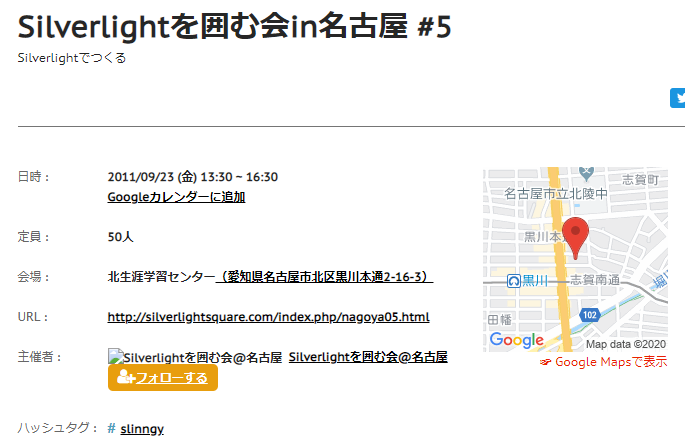 Silverlightを囲む会in名古屋 #5
Silverlightでつくる
日時：
2011/09/23 (金) 13:30 ~ 16:30
Googleカレンダーに追加
定員：
50人
会場：
北生涯学習センター（愛知県名古屋市北区黒川本通2-16-3）
URL：
http://silverlightsquare.com/index.php/nagoya05.html
主催者：
Silverlightを囲む会@名古屋 Silverlightを囲む会@名古屋
フォローする
ハッシュタグ：
# slinngy
志賀町
名古屋市立北陵中
黒川本
黒川
志賀南通
堀
102
田幡
Google
Map data ©2020
Google Mapsで表示